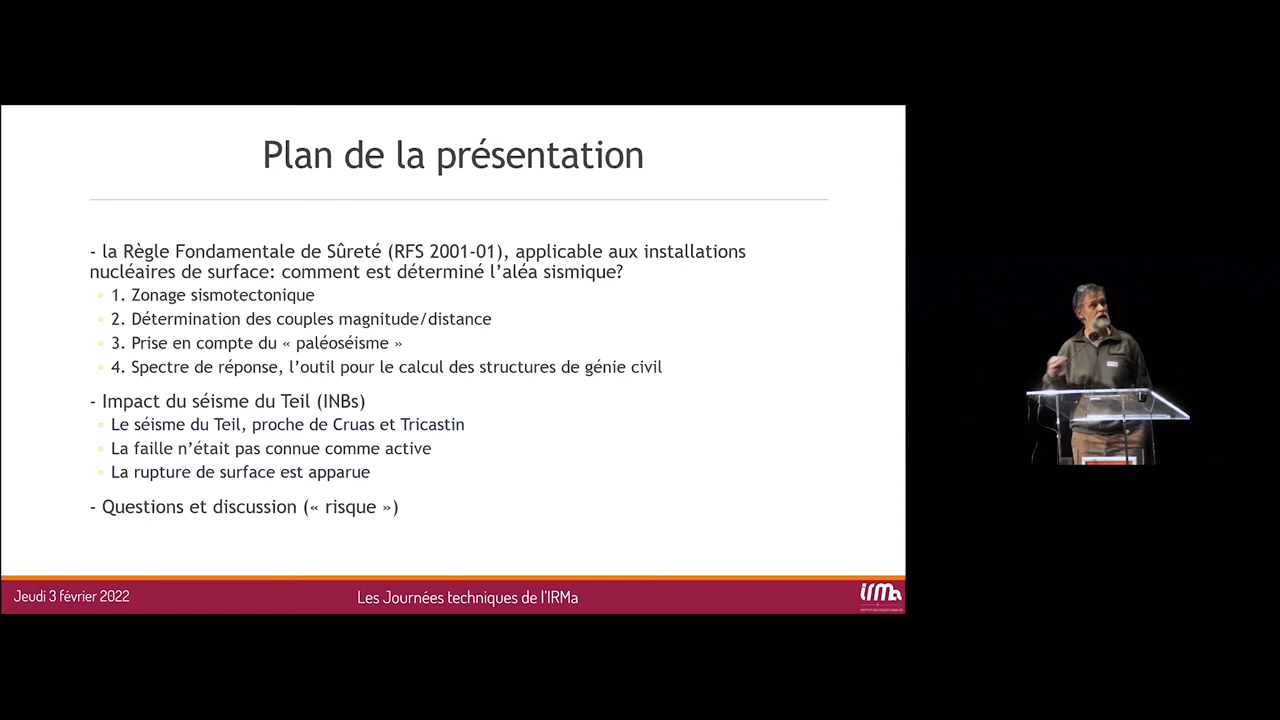 Plan de la présentation
- la Règle Fondamentale de Sûreté (RFS 2001-01), applicable aux installations
nucléaires de surface: comment est déterminé l’aléa sismique?
1. Zonage sismotectonique
2. Détermination des couples magnitude/distance
3. Prise en compte du « paléoséisme »
4. Spectre de réponse, l’outil pour le calcul des structures de génie civil
- Impact du séisme du Teil (INBs)
Le séisme du Teil, proche de Cruas et Tricastin
La faille n’était pas connue comme active
La rupture de surface est apparue
- Questions et discussion (« risque »)
Jeudi 3 février 2022
Les Journées techniques de l'IRMa
irma
INSTITUT DES RISQUES MAJEURS